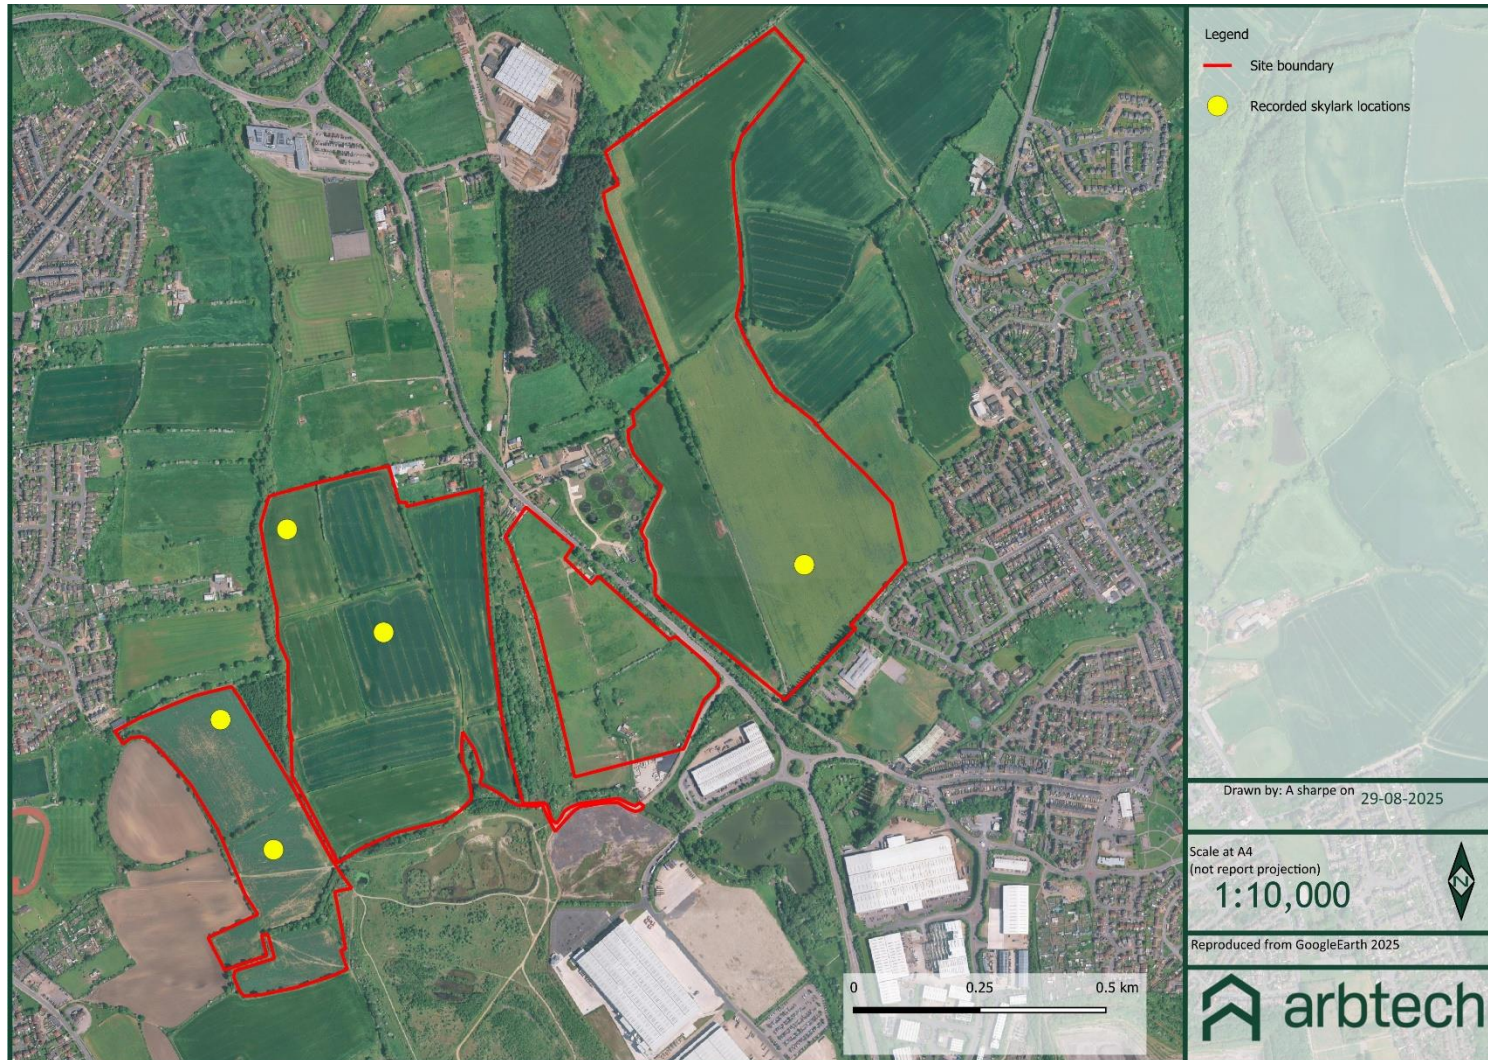 Legend
Site boundary
Recorded skylark locations
0 0.25 0.5 km
Drawn by: A sharpe on 29-08-2025
Scale at A4
(not report projection)
1:10,000
N
Reproduced from GoogleEarth 2025
arbtech